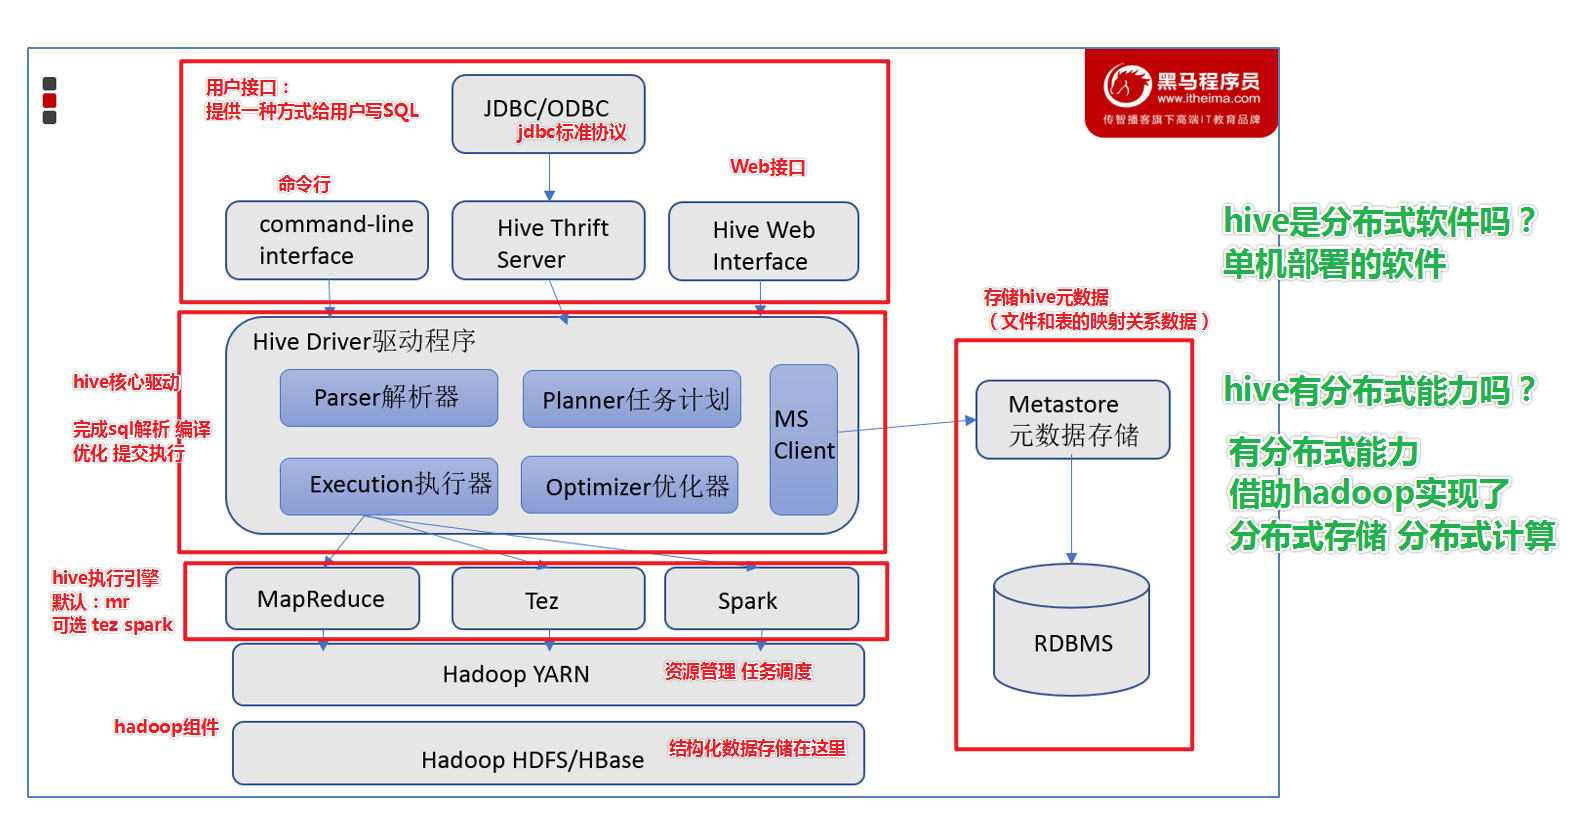 用户接口：
提供一种方式给用户写SQL
JDBC/ODBC
jdbc标准协议
命令行
Web接口
command-line
interface
Hive Thrift
Server
Hive Web
Interface
黑马程序员
www.itheima.com
传智播客旗下高端IT教育品牌
hive是分布式软件吗？
单机部署的软件
hive核心驱动
完成sql解析 编译
优化 提交执行
Hive Driver驱动程序
Parser解析器
Planner任务计划
Execution执行器
Optimizer优化器
MS
Client
存储hive元数据
（文件和表的映射关系数据）
Metastore
元数据存储
RDBMS
hive有分布式能力吗？
有分布式能力
借助hadoop实现了
分布式存储 分布式计算
hive执行引擎
默认：mr
可选 tez spark
MapReduce
Tez
Spark
Hadoop YARN
资源管理 任务调度
hadoop组件
Hadoop HDFS/HBase
结构化数据存储在这里